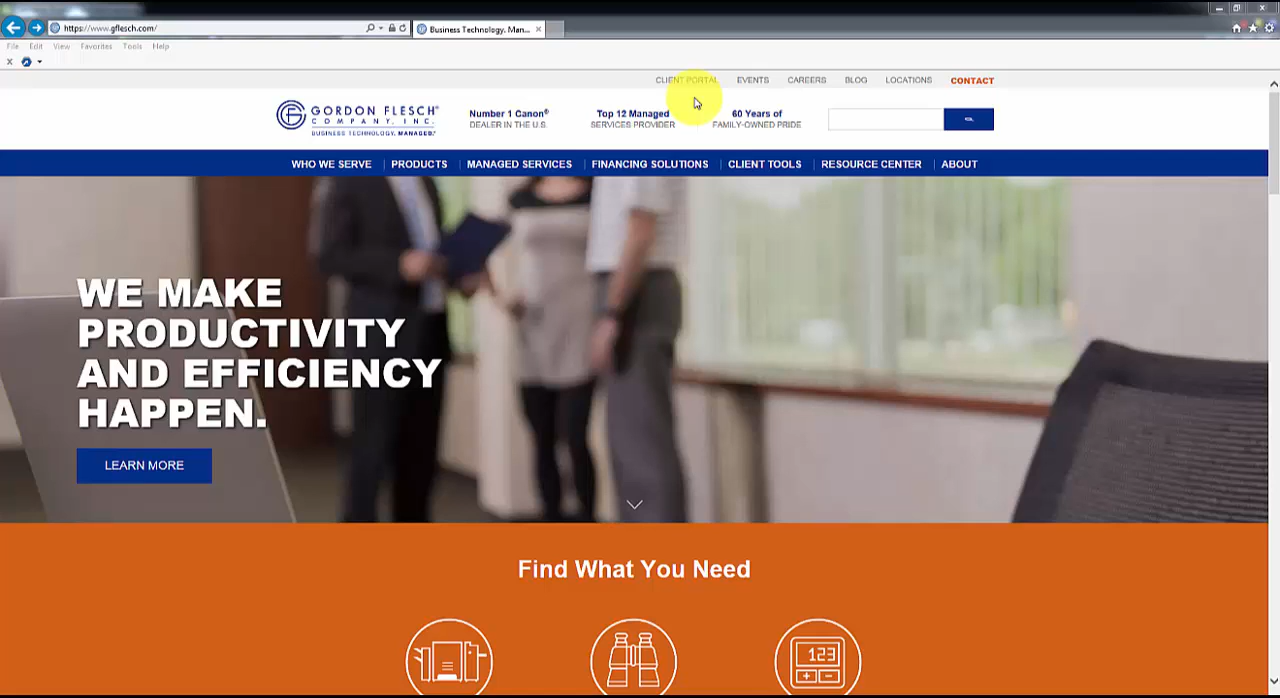 https://www.gflesch.com/
Business Technology. Man...
File Edit View Favorites Tools Help
CLIENT PORTAL EVENTS CAREERS BLOG LOCATIONS CONTACT
GORDON FLESCH
COMPANY, INC.
BUSINESS TECHNOLOGY. MANAGED.
Number 1 Canon®
DEALER IN THE U.S.
Top 12 Managed
SERVICES PROVIDER
60 Years of
FAMILY-OWNED PRIDE
WHO WE SERVE PRODUCTS MANAGED SERVICES FINANCING SOLUTIONS CLIENT TOOLS RESOURCE CENTER ABOUT
WE MAKE
PRODUCTIVITY
AND EFFICIENCY
HAPPEN.
LEARN MORE
Find What You Need
123